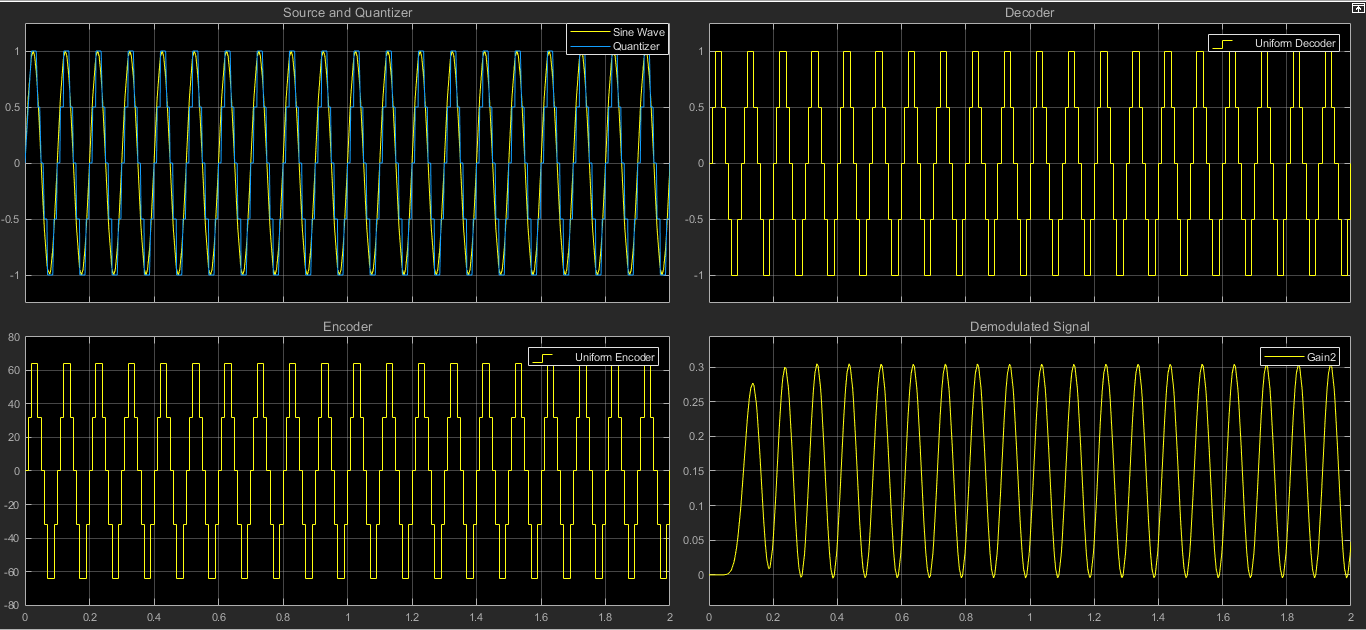 Source and Quantizer
Sine Wave
Quantizer
1
0.5
0
-0.5
-1
Decoder
Uniform Decoder
1
0.5
0
-0.5
-1
Encoder
Uniform Encoder
80
60
40
20
0
-20
-40
-60
-80
0 0.2 0.4 0.6 0.8 1 1.2 1.4 1.6 1.8 2
Demodulated Signal
Gain2
0.3
0.25
0.2
0.15
0.1
0.05
0
0 0.2 0.4 0.6 0.8 1 1.2 1.4 1.6 1.8 2